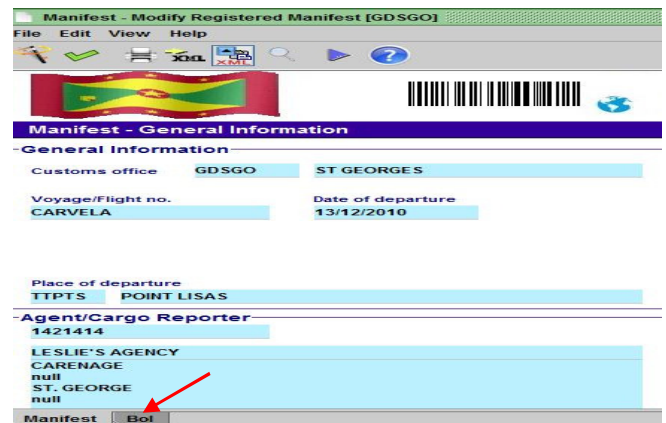 Manifest - Modify Registered Manifest [GDSGO]
File Edit View Help
XML XML ?
Manifest - General Information
General Information
Customs office GDSGO ST GEORGES
Voyage/Flight no. Date of departure
CARVELA 13/12/2010
Place of departure
TTPTS POINT LISAS
Agent/Cargo Reporter
1421414
LESLIE'S AGENCY
CARENAGE
null
ST. GEORGE
null
Manifest Bol